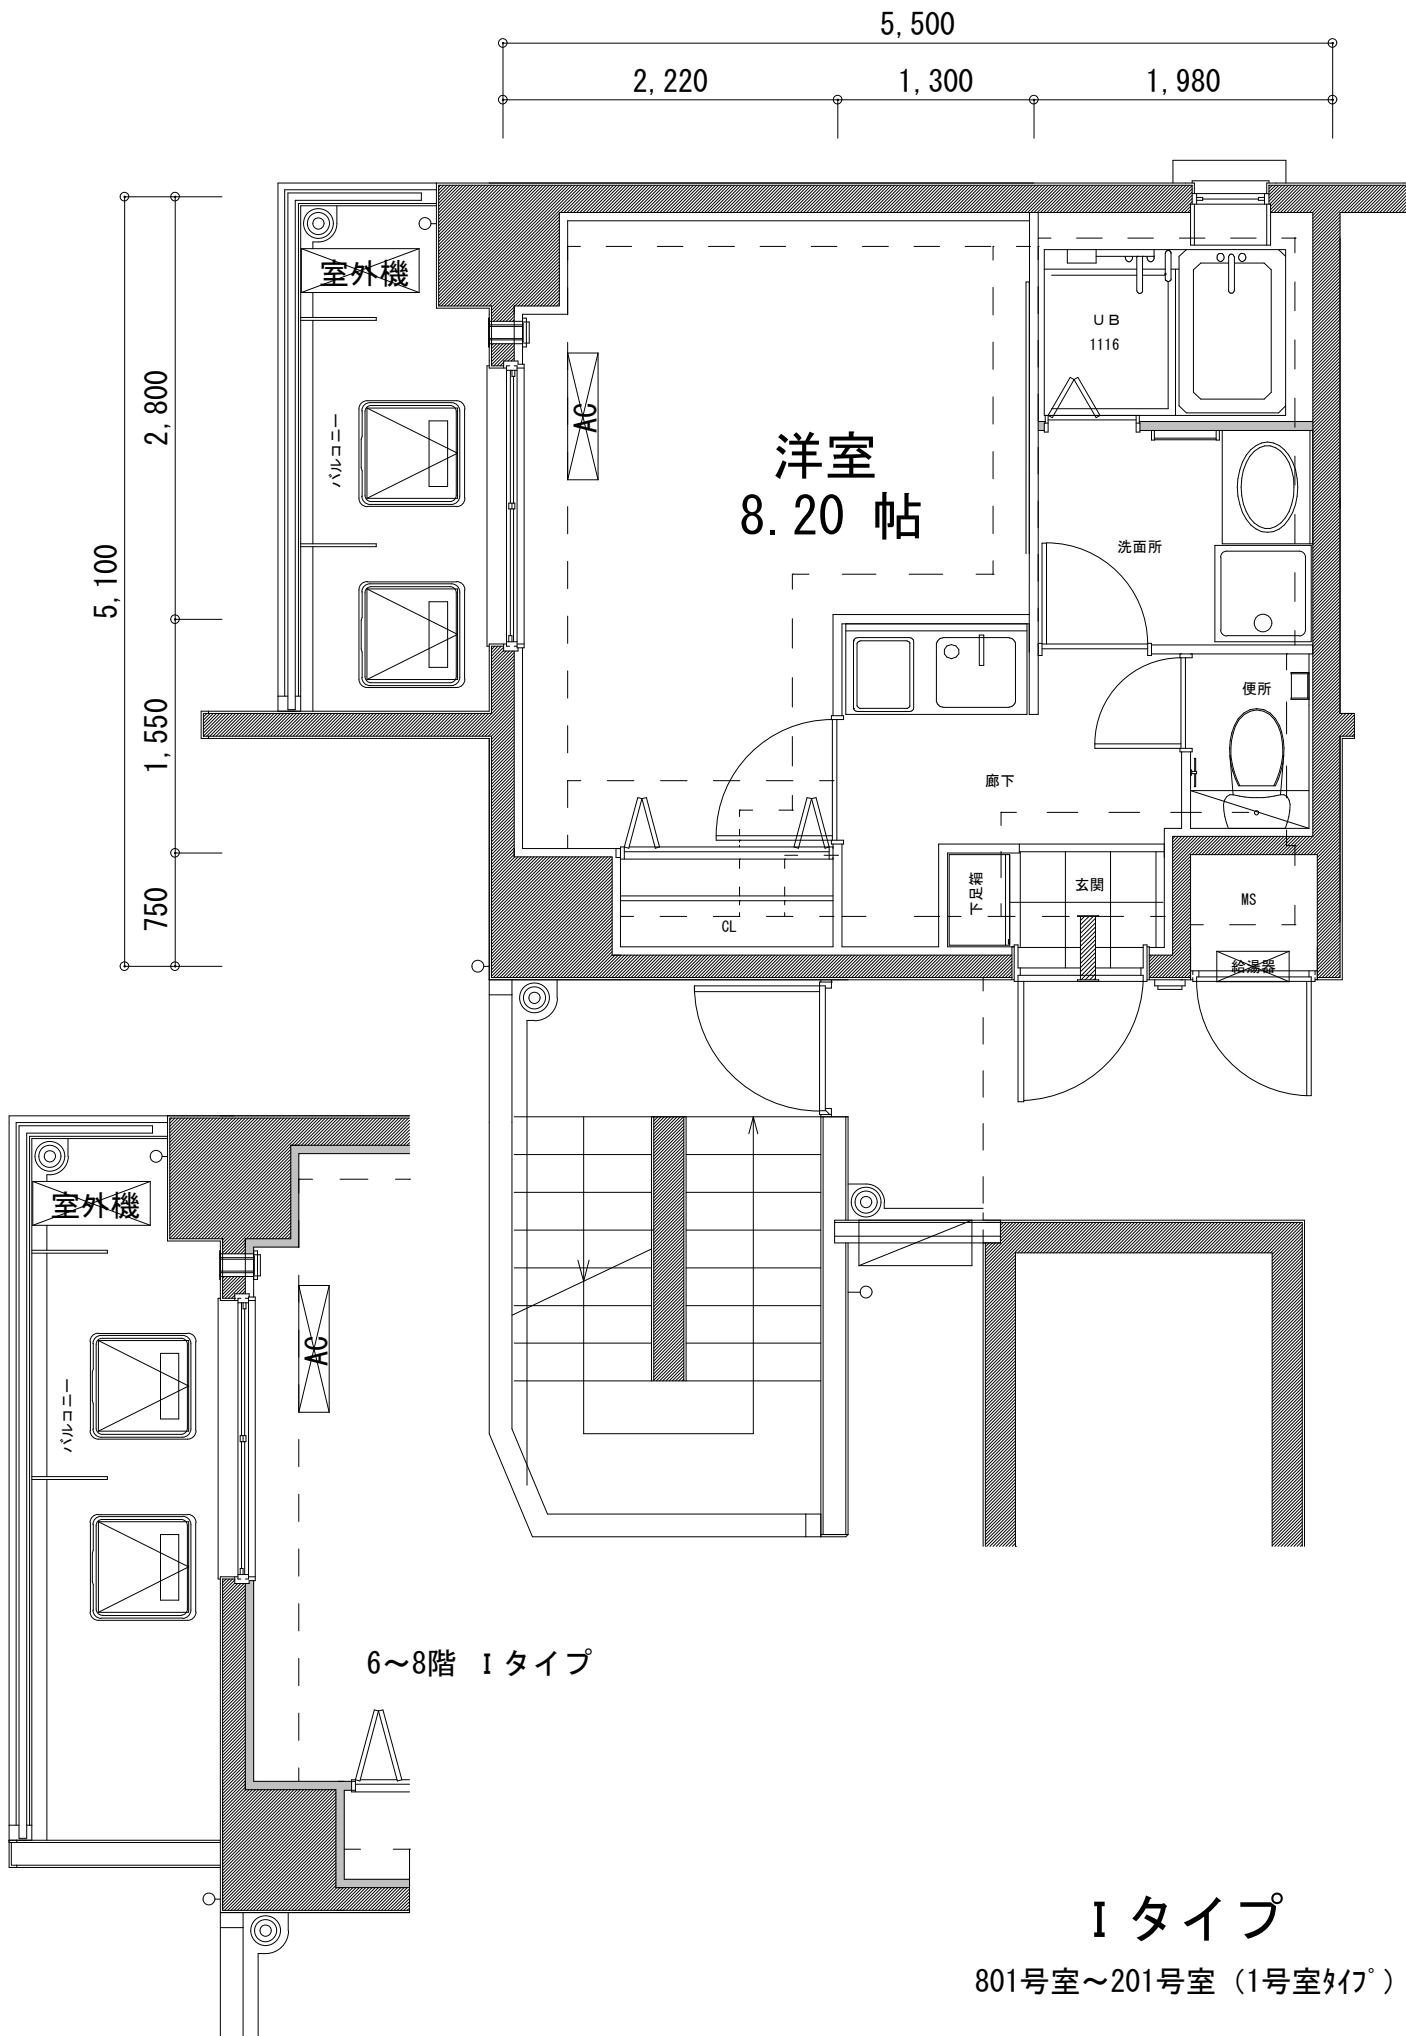 5,500
2,220
1,300
1,980
室外機
2,800
5,100
1,550
750
バルコニー
AC
洋室
8.20 帖
UB
1116
洗面所
便所
廊下
下足箱
玄関
MS
CL
給湯器
室外機
バルコニー
AC
6～8階 I タイプ
I タイプ
801号室～201号室 (1号室ﾀｲﾌﾟ)